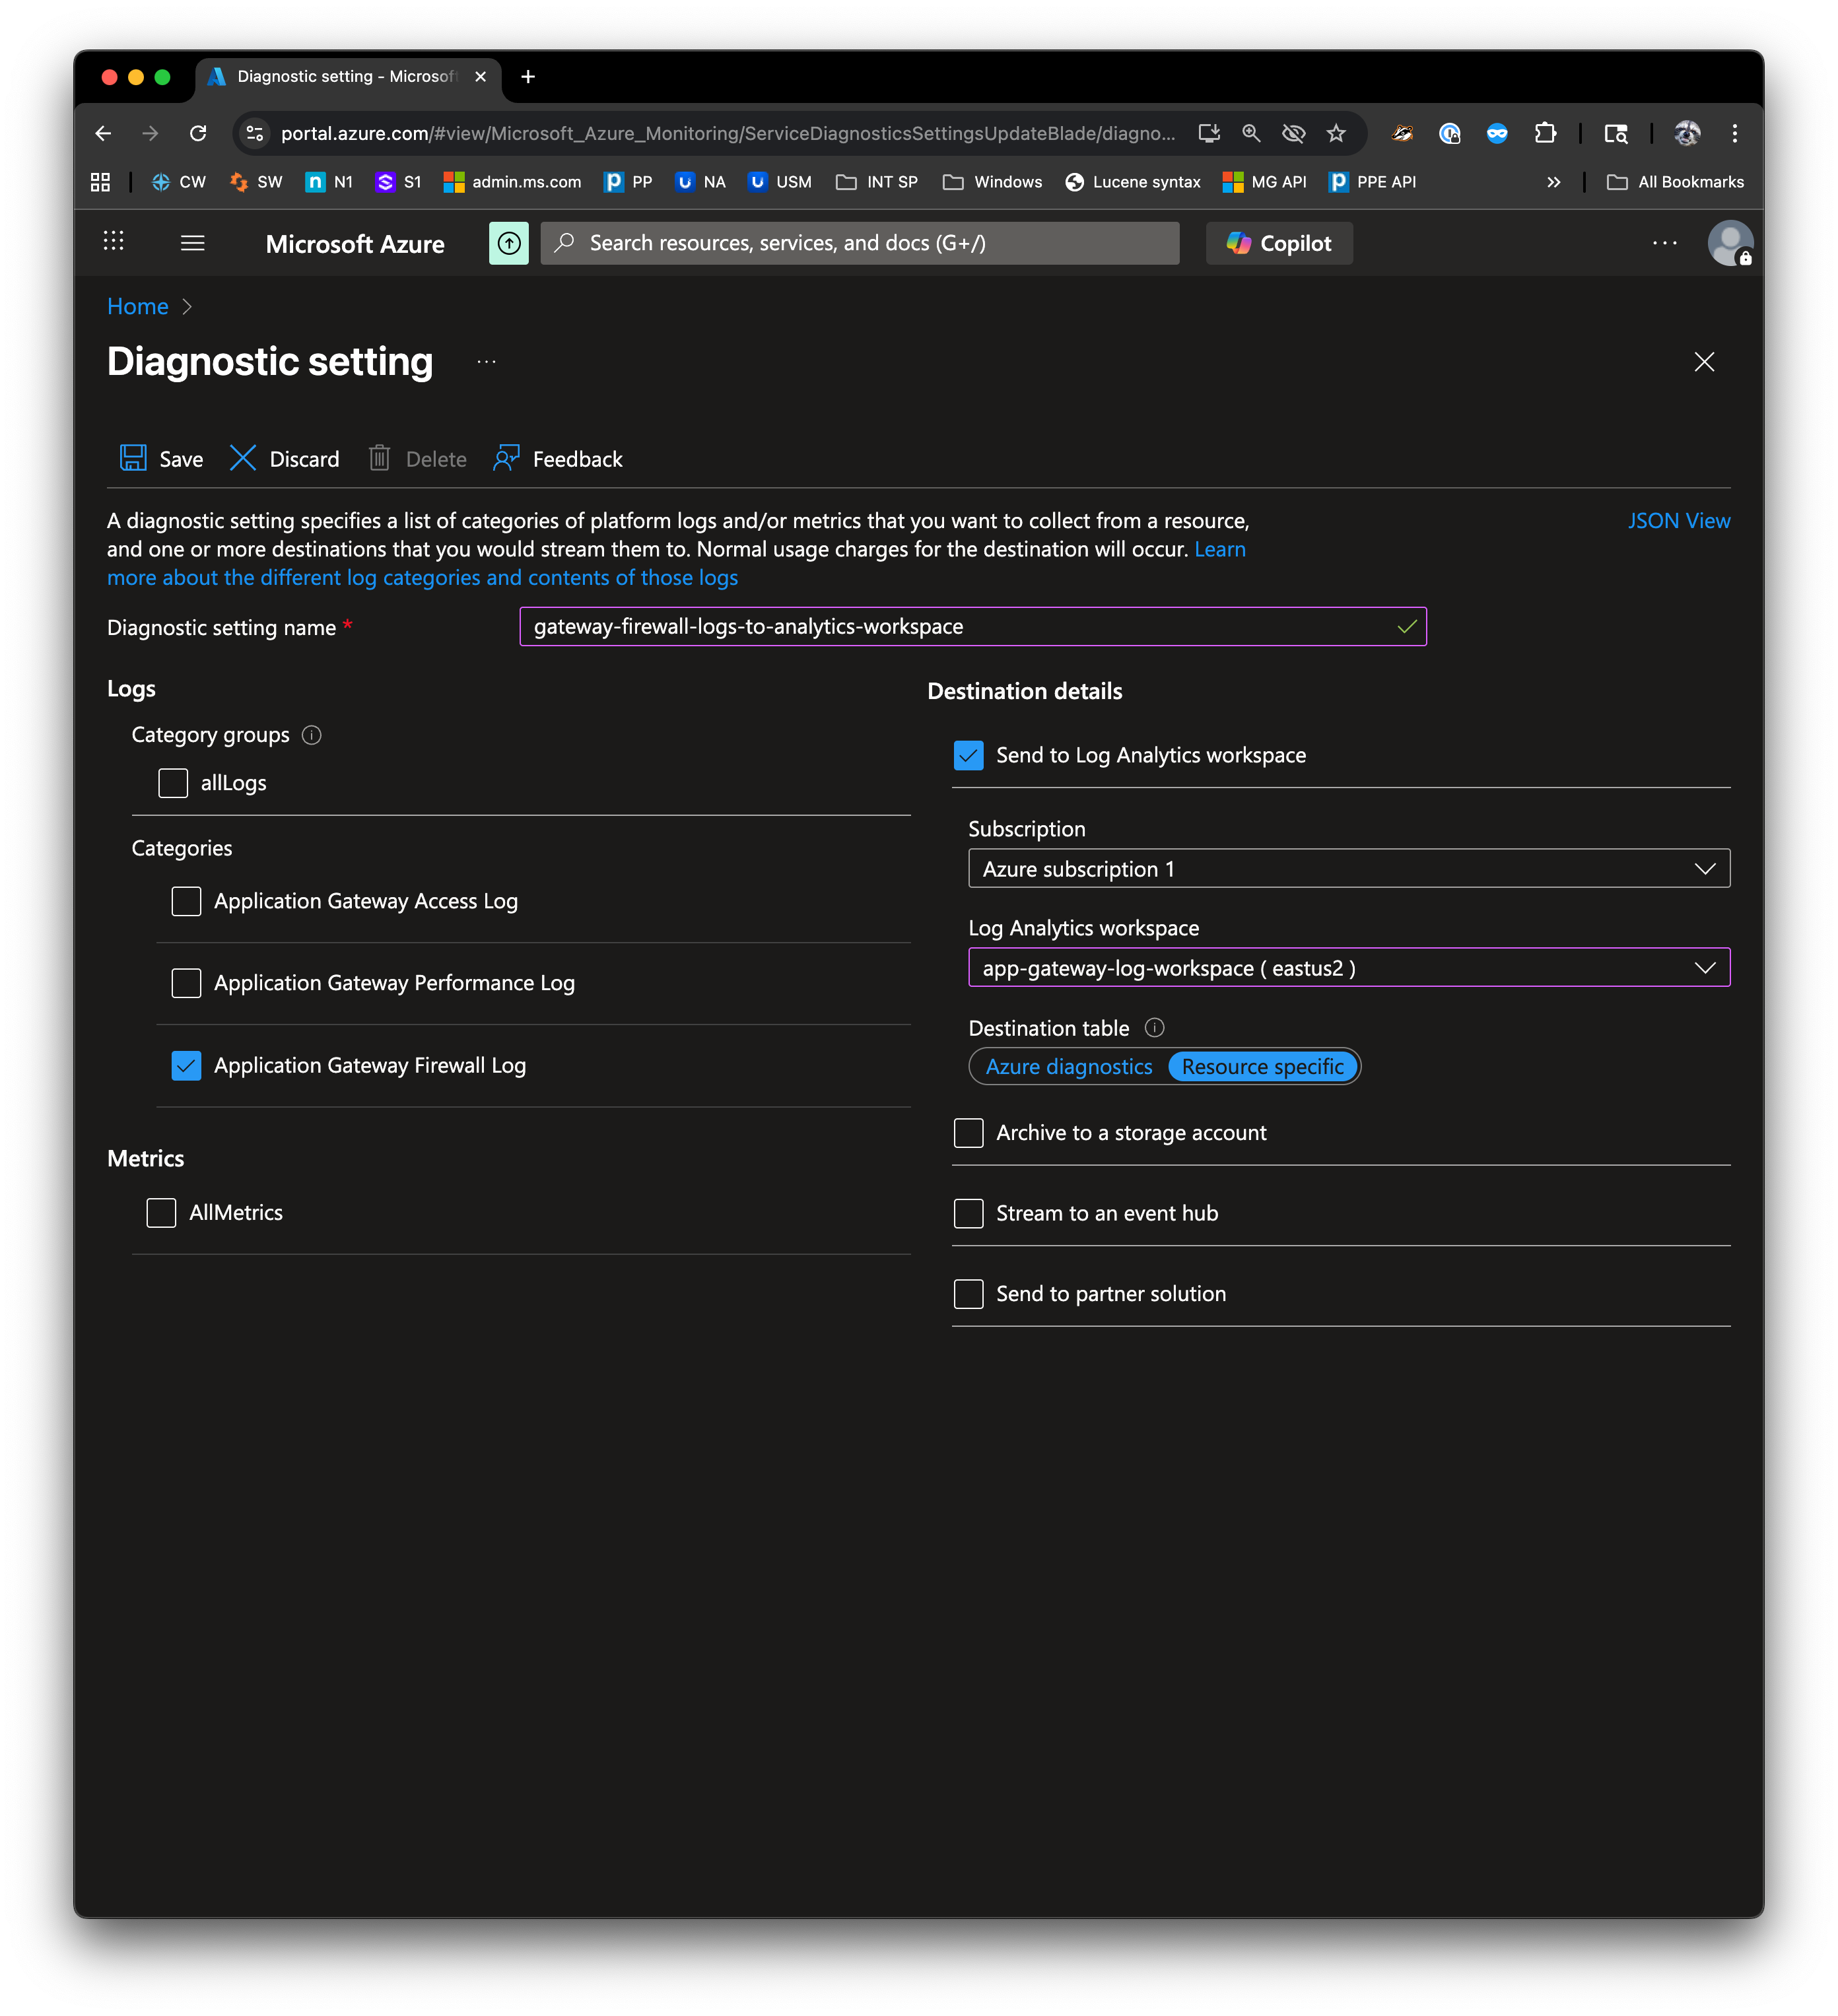 Diagnostic setting - Microsof
portal.azure.com/#view/Microsoft_Azure_Monitoring/ServiceDiagnosticsSettingsUpdateBlade/diagno...
CW SW N1 S1 admin.ms.com PP NA USM INT SP Windows Lucene syntax MG API PPE API » All Bookmarks
Microsoft Azure Search resources, services, and docs (G+/) Copilot ...
Home >
Diagnostic setting ...
Save Discard Delete Feedback
A diagnostic setting specifies a list of categories of platform logs and/or metrics that you want to collect from a resource,
and one or more destinations that you would stream them to. Normal usage charges for the destination will occur. Learn
more about the different log categories and contents of those logs
JSON View
Diagnostic setting name * gateway-firewall-logs-to-analytics-workspace
Logs
Category groups
allLogs
Categories
Application Gateway Access Log
Application Gateway Performance Log
Application Gateway Firewall Log
Metrics
AllMetrics
Destination details
Send to Log Analytics workspace
Subscription
Azure subscription 1
Log Analytics workspace
app-gateway-log-workspace ( eastus2 )
Destination table
Azure diagnostics Resource specific
Archive to a storage account
Stream to an event hub
Send to partner solution